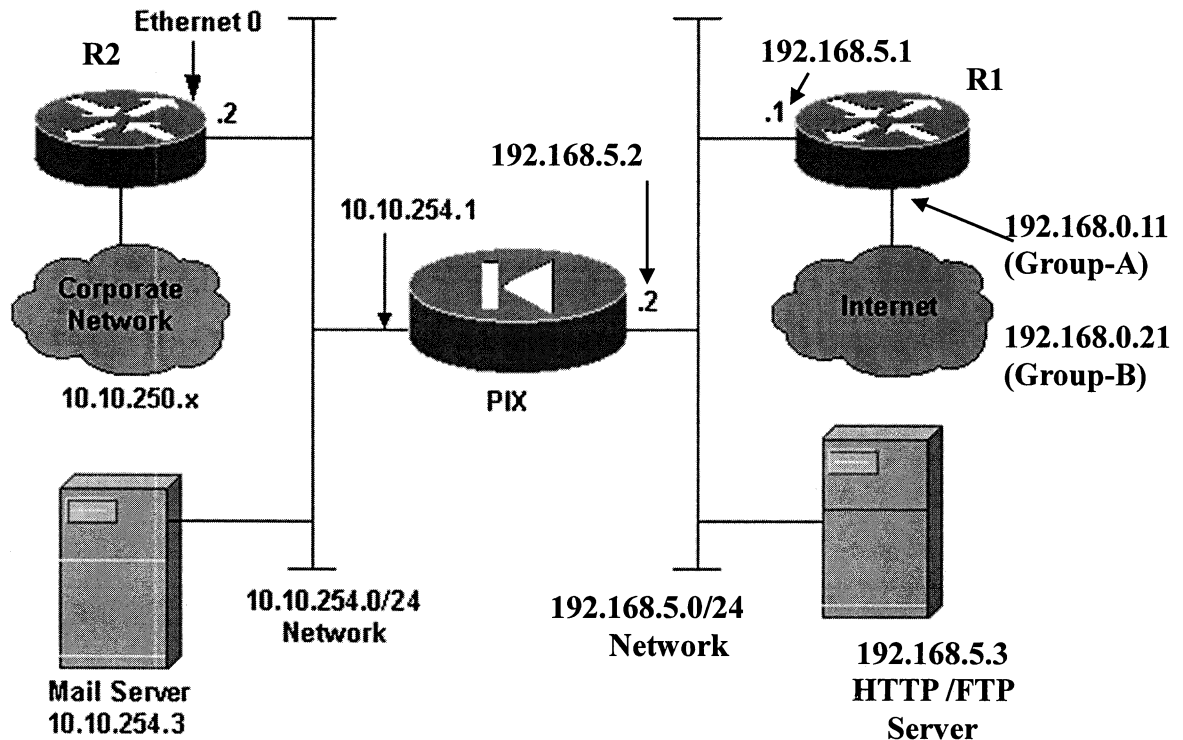 Ethernet 0
R2
.2
192.168.5.1
R1
.1
192.168.5.2
10.10.254.1
192.168.0.11
(Group-A)
Corporate
Network
.2
Internet
192.168.0.21
(Group-B)
10.10.250.x
PIX
10.10.254.0/24
Network
192.168.5.0/24
Network
192.168.5.3
HTTP /FTP
Server
Mail Server
10.10.254.3